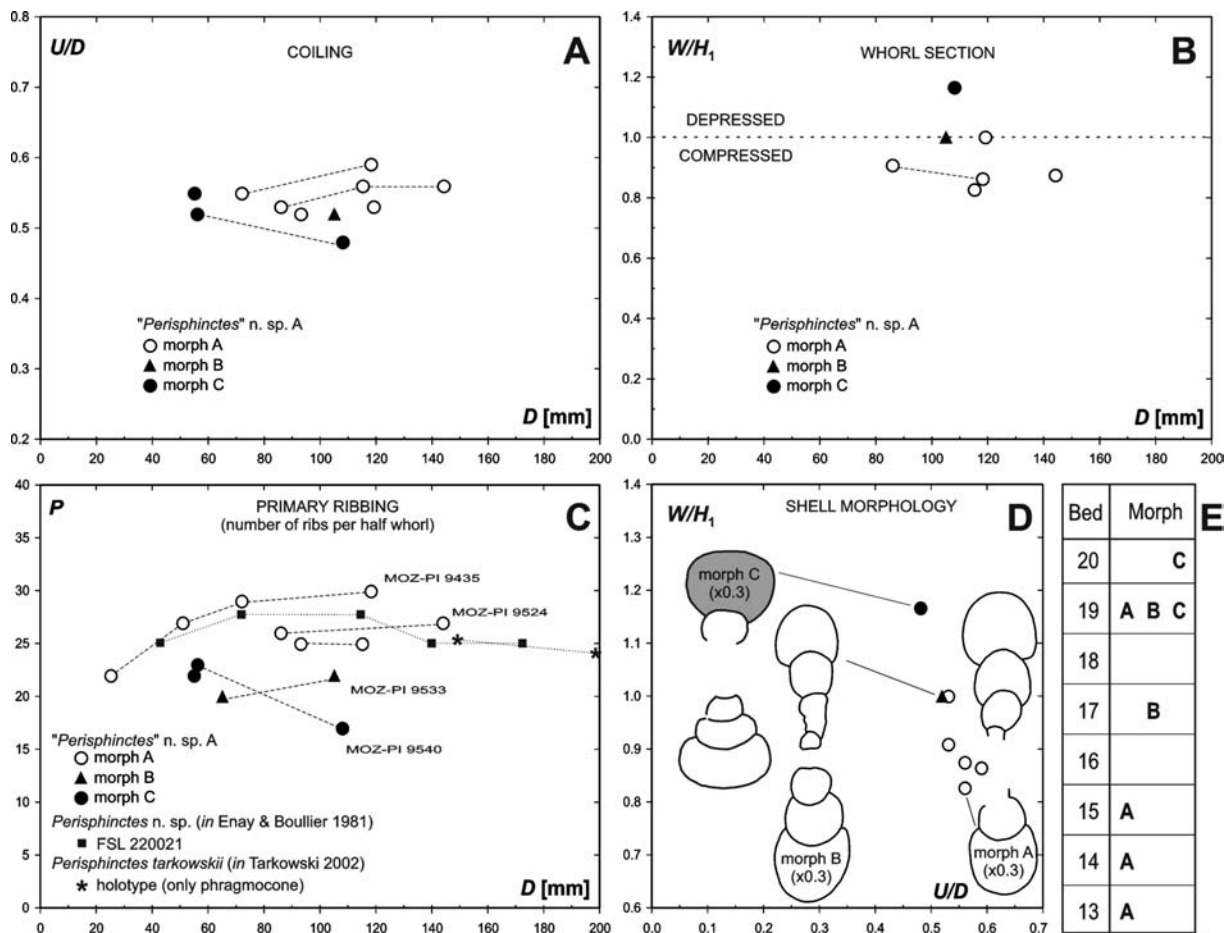 U/D
COILING
A
0.8
0.7
0.6
0.5
0.4
0.3
0.2
"Perisphinctes" n. sp. A
morph A
morph B
morph C
D [mm]
0 20 40 60 80 100 120 140 160 180 200
W/H1
WHORL SECTION
B
1.4
1.2
1.0
0.8
0.6
0.4
0.2
0.0
DEPRESSED
COMPRESSED
"Perisphinctes" n. sp. A
morph A
morph B
morph C
D [mm]
0 20 40 60 80 100 120 140 160 180 200
P
PRIMARY RIBBING
(number of ribs per half whorl)
C
40
35
30
25
20
15
10
5
0
MOZ-PI 9435
MOZ-PI 9524
MOZ-PI 9533
MOZ-PI 9540
"Perisphinctes" n. sp. A
morph A
morph B
morph C
Perisphinctes n. sp. (in Enay & Boullier 1981)
FSL 220021
Perisphinctes tarkowskii (in Tarkowski 2002)
* holotype (only phragmocone)
D [mm]
0 20 40 60 80 100 120 140 160 180 200
W/H1
SHELL MORPHOLOGY
D
1.4
1.3
1.2
1.1
1.0
0.9
0.8
0.7
0.6
morph C
(x0.3)
morph B
(x0.3)
morph A
(x0.3)
U/D
0.0 0.1 0.2 0.3 0.4 0.5 0.6 0.7
E
Bed Morph
20 C
19 A B C
18
17 B
16
15 A
14 A
13 A